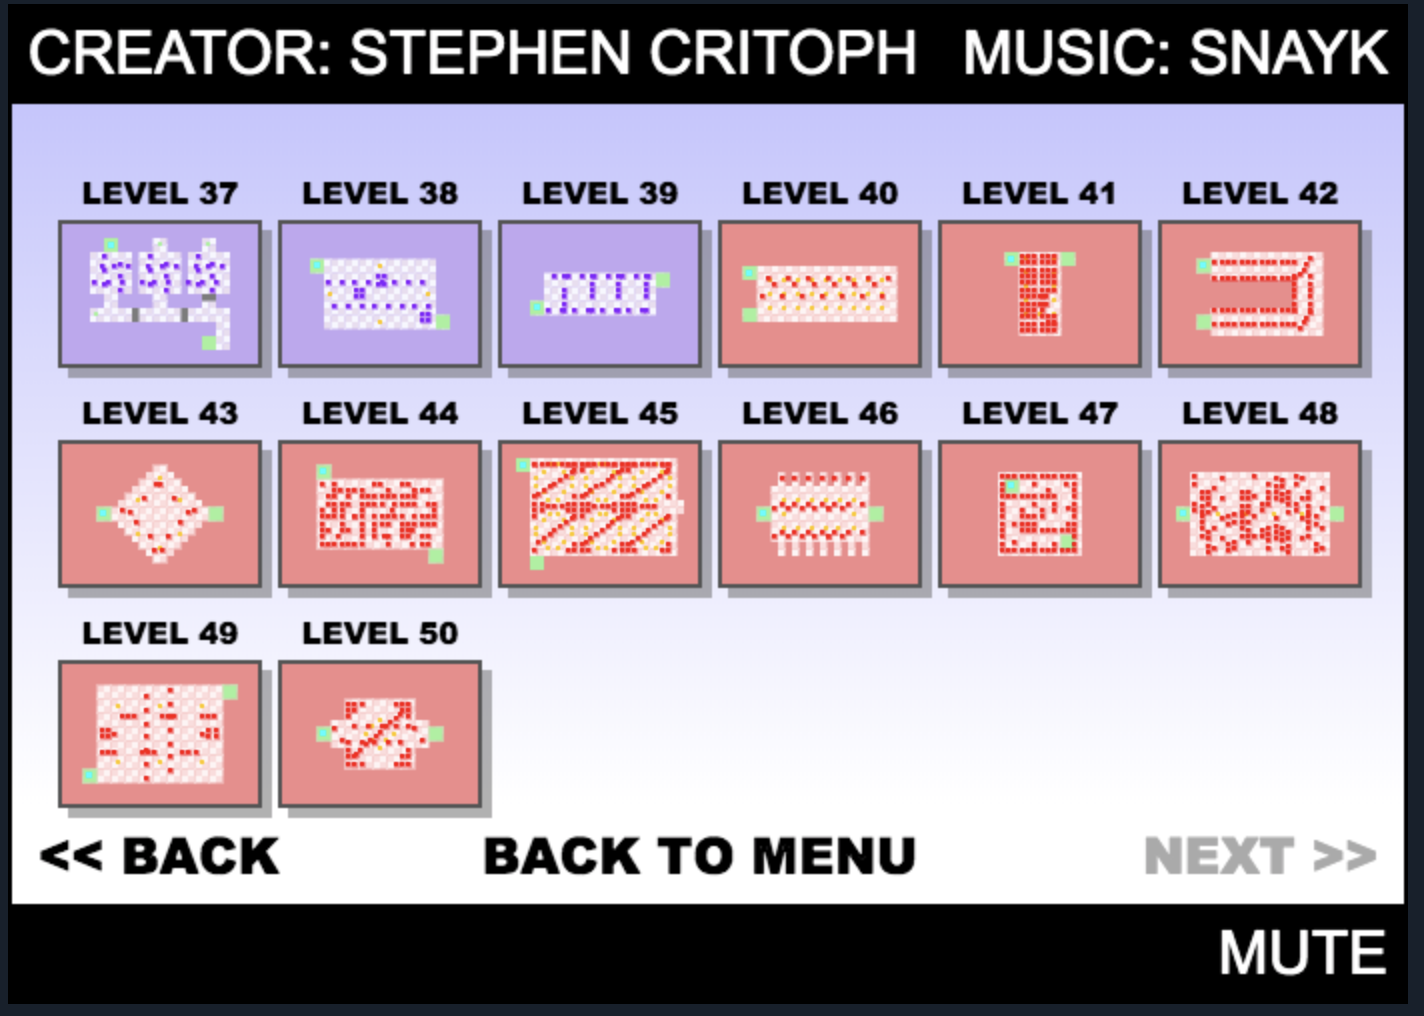 CREATOR: STEPHEN CRITOPH MUSIC: SNAYK
LEVEL 37 LEVEL 38 LEVEL 39 LEVEL 40 LEVEL 41 LEVEL 42
LEVEL 43 LEVEL 44 LEVEL 45 LEVEL 46 LEVEL 47 LEVEL 48
LEVEL 49 LEVEL 50
<< BACK BACK TO MENU NEXT >>
MUTE